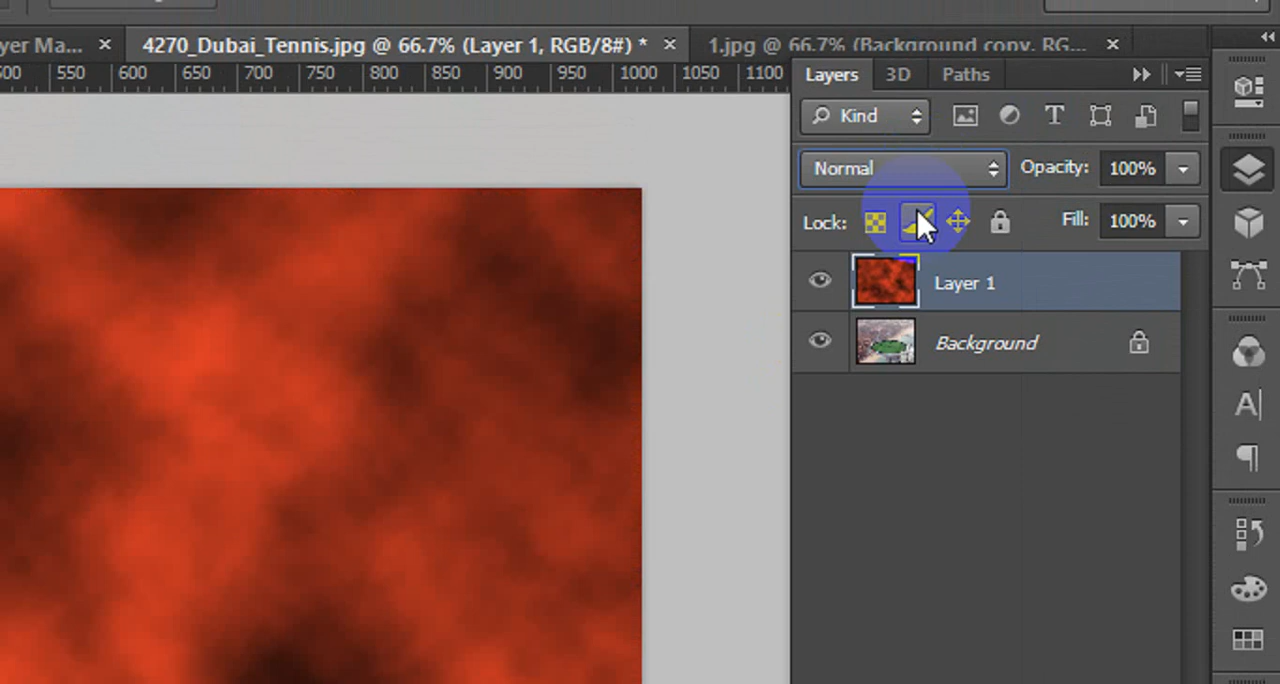 yer Ma... × 4270_Dubai_Tennis.jpg @ 66.7% (Layer 1, RGB/8#) * × 1.jpg @ 66.7% (Background copy, RG... ×
500 550 600 650 700 750 800 850 900 950 1000 1050 1100
Layers 3D Paths
Kind T
Normal Opacity: 100%
Lock: Fill: 100%
Layer 1
Background
A|
¶